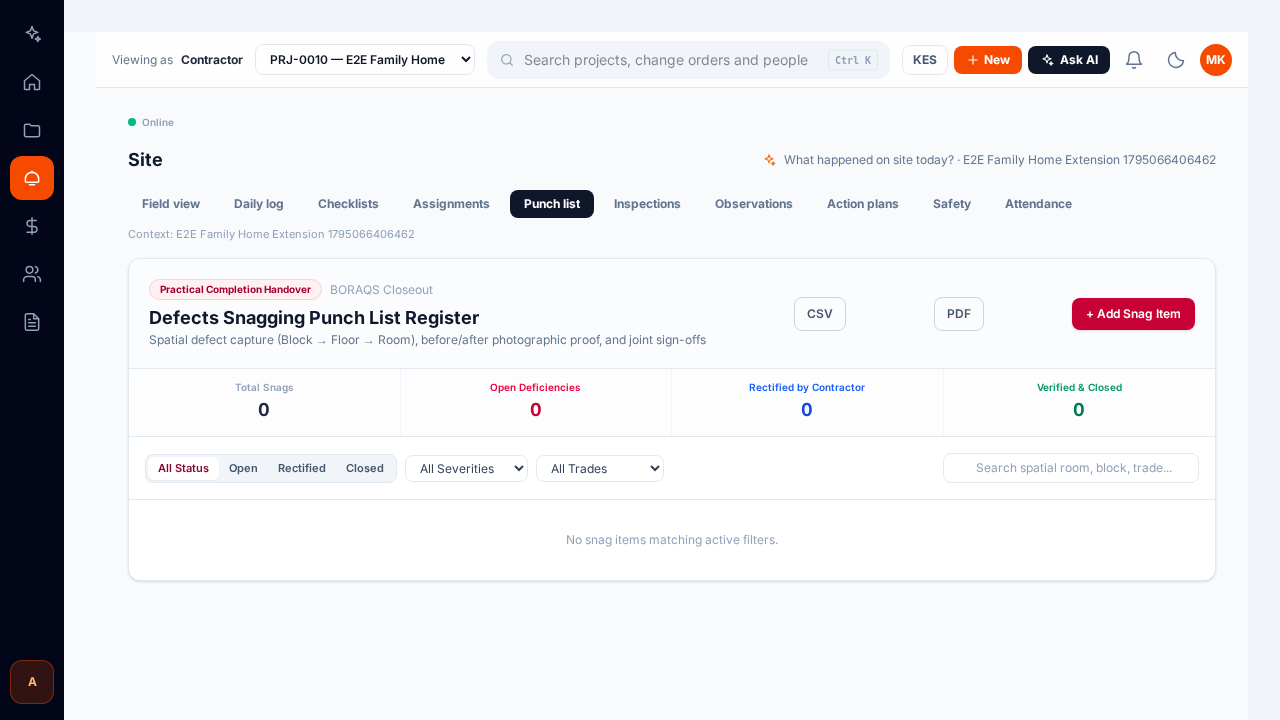 Viewing as Contractor PRJ-0010 — E2E Family Home Search projects, change orders and people Ctrl K KES + New Ask AI MK
Online
Site
What happened on site today? · E2E Family Home Extension 1795066406462
Field view Daily log Checklists Assignments Punch list Inspections Observations Action plans Safety Attendance
Context: E2E Family Home Extension 1795066406462
Practical Completion Handover BORAQS Closeout
Defects Snagging Punch List Register
Spatial defect capture (Block → Floor → Room), before/after photographic proof, and joint sign-offs
CSV PDF + Add Snag Item
Total Snags Open Deficiencies Rectified by Contractor Verified & Closed
0 0 0 0
All Status Open Rectified Closed All Severities All Trades Search spatial room, block, trade...
No snag items matching active filters.
A